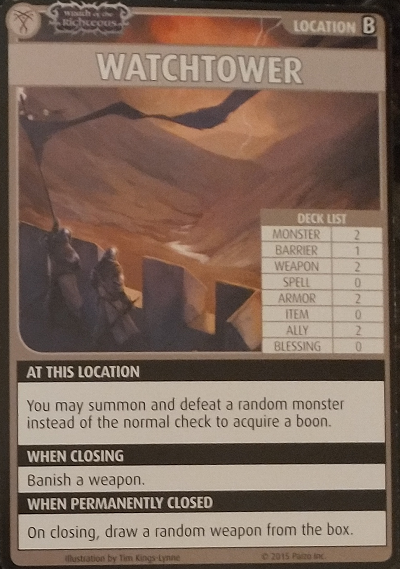 Wrath of the
Righteous
LOCATION B
WATCHTOWER
DECK LIST
MONSTER 2
BARRIER 1
WEAPON 2
SPELL 0
ARMOR 2
ITEM 0
ALLY 2
BLESSING 0
AT THIS LOCATION
You may summon and defeat a random monster
instead of the normal check to acquire a boon.
WHEN CLOSING
Banish a weapon.
WHEN PERMANENTLY CLOSED
On closing, draw a random weapon from the box.
Illustration by Tim Kings-Lynne
© 2015 Paizo Inc.